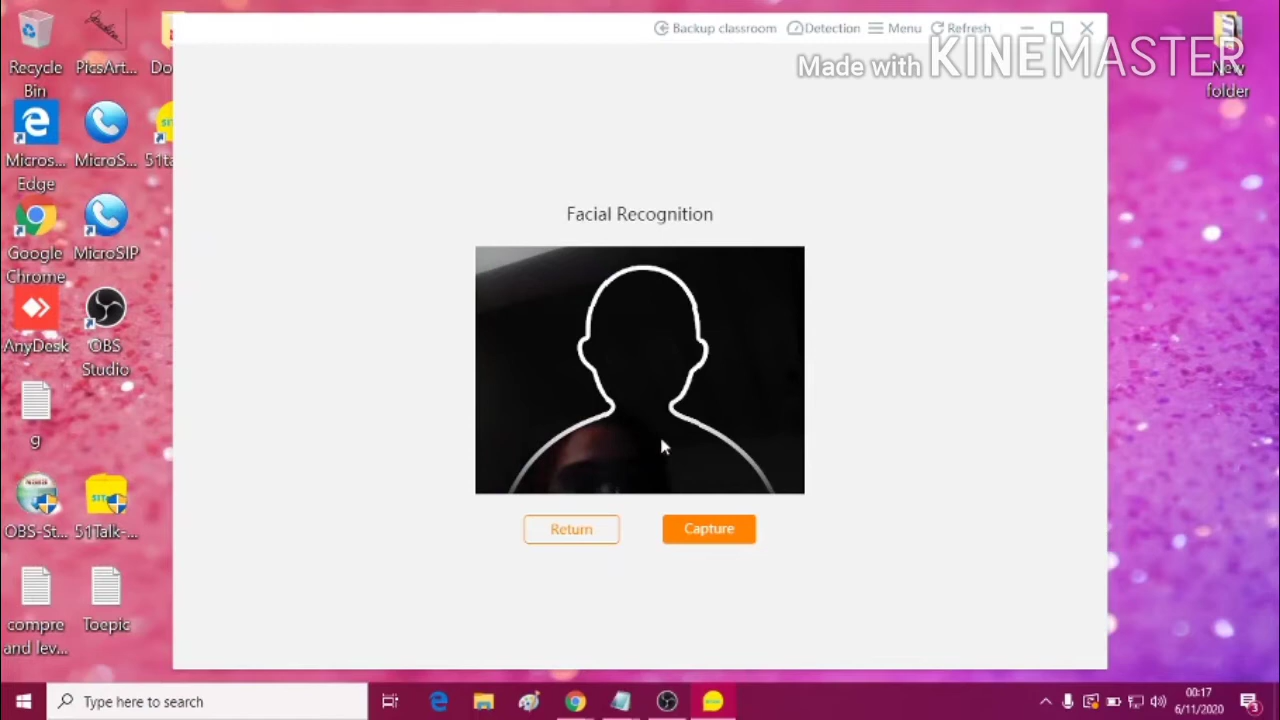 Backup classroom Detection Menu Refresh
Made with KINEMASTER
Recycle Bin
PicsArt...
Do
New folder
Micros... Edge
MicroS...
51ta
Google Chrome
MicroSIP
AnyDesk
OBS Studio
g
OBS-St...
51Talk-...
compre and lev...
Toepic
Facial Recognition
Return
Capture
Type here to search
00:17
6/11/2020
3